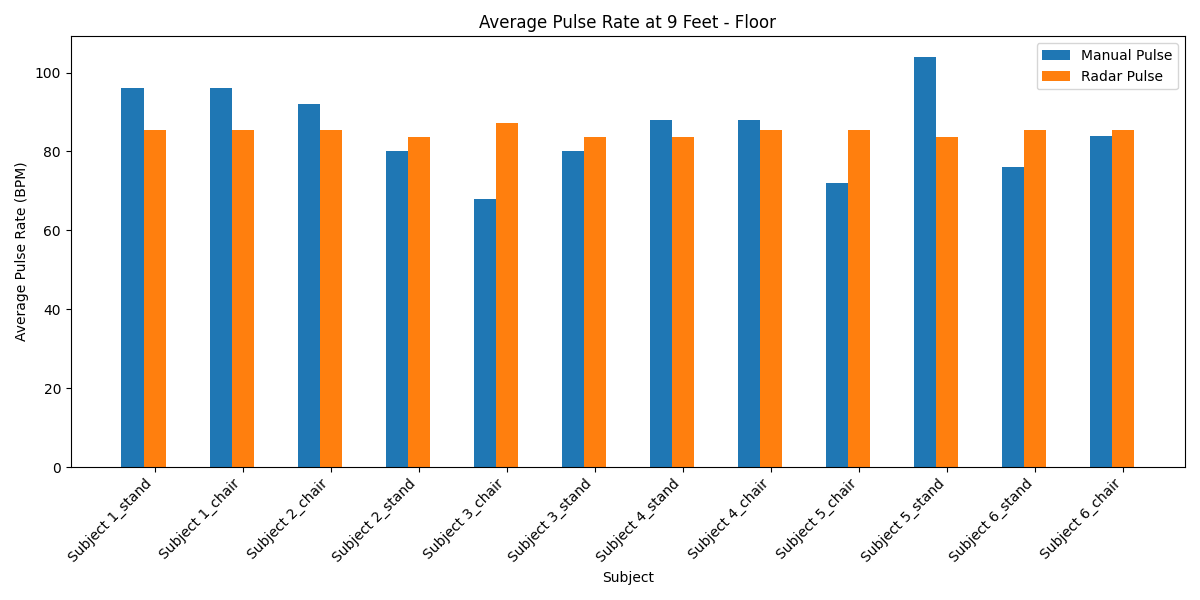 Average Pulse Rate at 9 Feet - Floor
Manual Pulse
Radar Pulse
Average Pulse Rate (BPM)
100
80
60
40
20
0
Subject 1_stand
Subject 1_chair
Subject 2_chair
Subject 2_stand
Subject 3_chair
Subject 3_stand
Subject 4_stand
Subject 4_chair
Subject 5_chair
Subject 5_stand
Subject 6_stand
Subject 6_chair
Subject